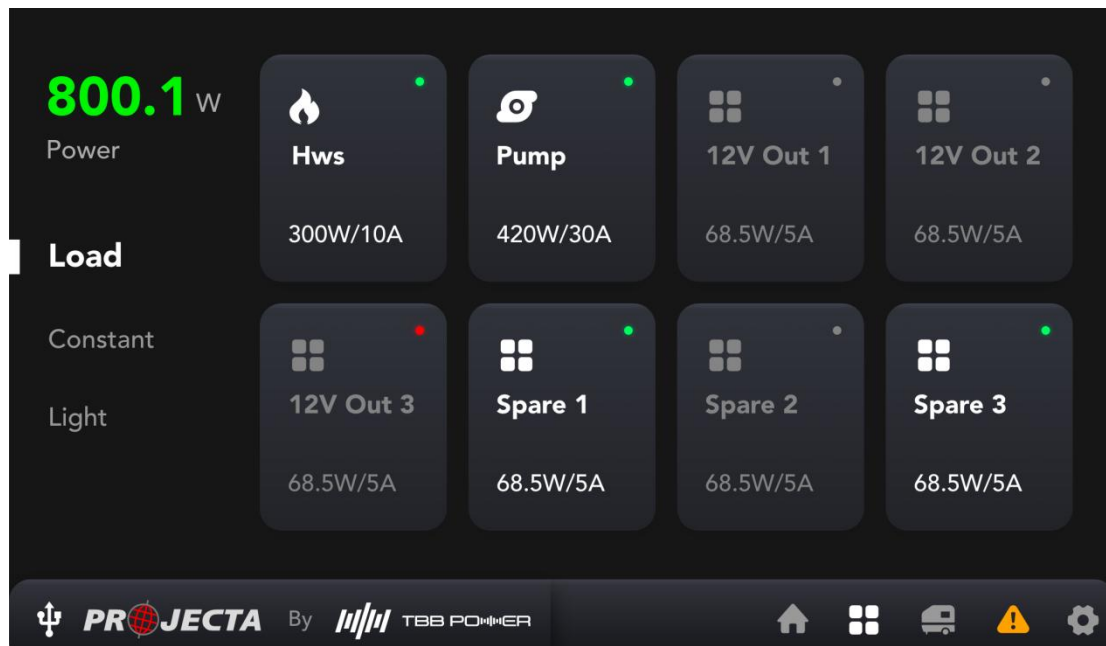 800.1 W
Power
Load
Constant
Light
Hws
300W/10A
Pump
420W/30A
12V Out 1
68.5W/5A
12V Out 2
68.5W/5A
12V Out 3
68.5W/5A
Spare 1
68.5W/5A
Spare 2
68.5W/5A
Spare 3
68.5W/5A
PROJECTA By TBB POWER